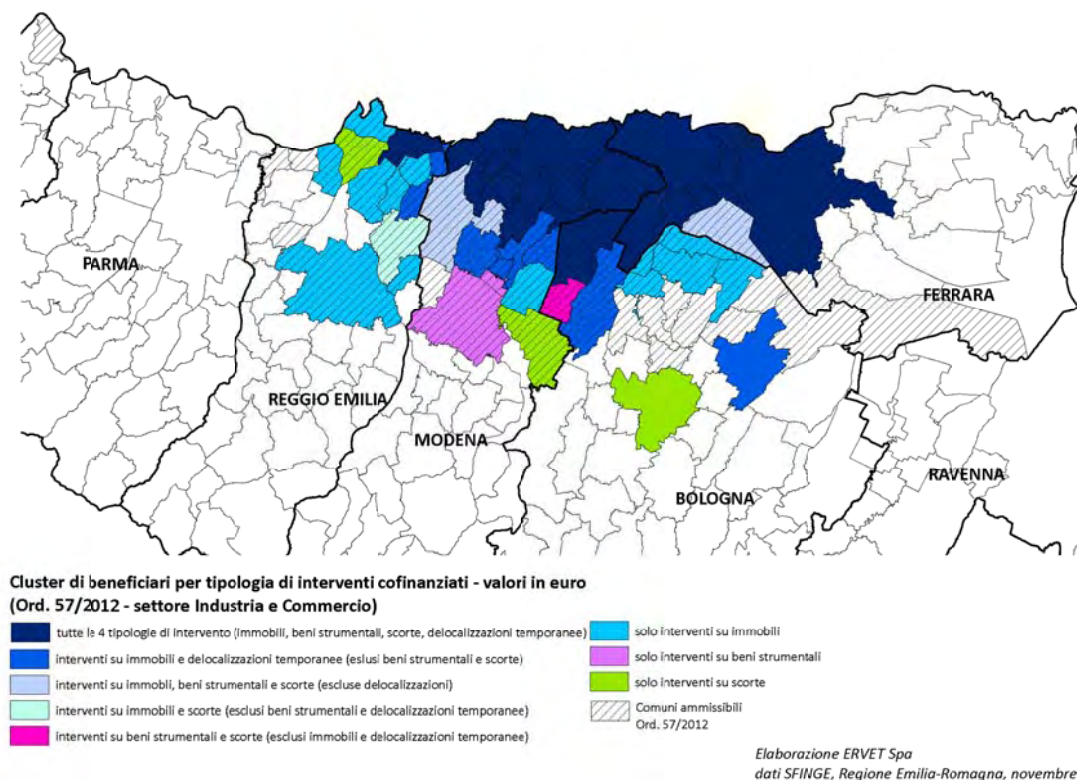 PARMA
REGGIO EMILIA
MODENA
BOLOGNA
FERRARA
RAVENNA
Cluster di beneficiari per tipologia di interventi cofinanziati - valori in euro
(Ord. 57/2012 - settore Industria e Commercio)
tutte le 4 tipologie di intervento (immobili, beni strumentali, scorte, delocalizzazioni temporanee)
interventi su immobili e delocalizzazioni temporanee (eslusi beni strumentali e scorte)
interventi su immobli, beni strumentali e scorte (escluse delocalizzazioni)
interventi su immobili e scorte (esclusi beni strumentali e delocalizzazioni temporanee)
interventi su beni strumentali e scorte (esclusi immobili e delocalizzazioni temporanee)
solo interventi su immobili
solo interventi su beni strumentali
solo interventi su scorte
Comuni ammissibili
Ord. 57/2012
Elaborazione ERVET Spa
dati SFINGE, Regione Emilia-Romagna, novembre